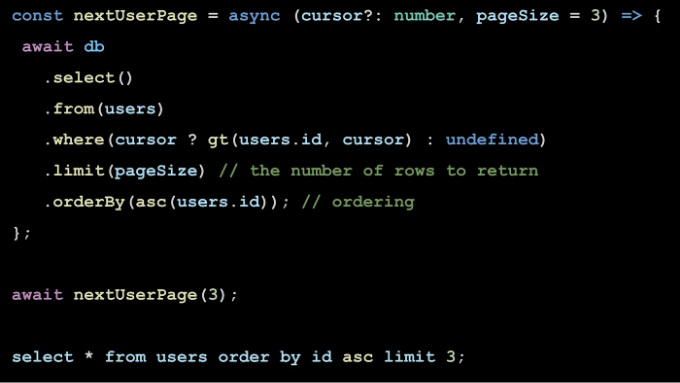 const nextUserPage = async (cursor?: number, pageSize = 3) => {
await db
.select()
.from(users)
.where(cursor ? gt(users.id, cursor) : undefined)
.limit(pageSize) // the number of rows to return
.orderBy(asc(users.id)); // ordering
};
await nextUserPage(3);
select * from users order by id asc limit 3;